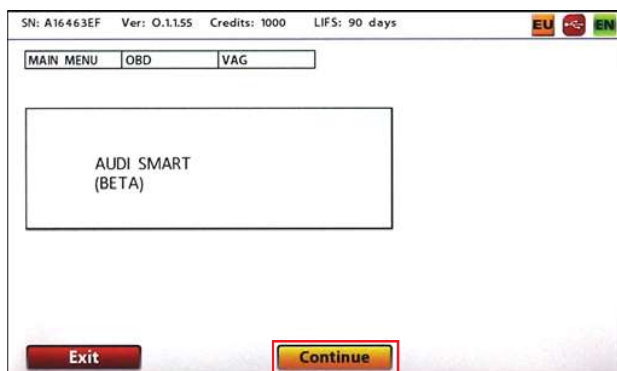 SN: A16463EF Ver: O.1.1.55 Credits: 1000 LIFS: 90 days EU EN
MAIN MENU OBD VAG
AUDI SMART
(BETA)
Exit Continue